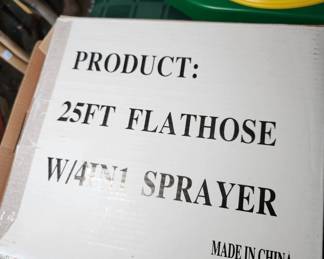 PRODUCT:
25FT FLATHOSE
W/4IN1 SPRAYER
MADE IN CHINA